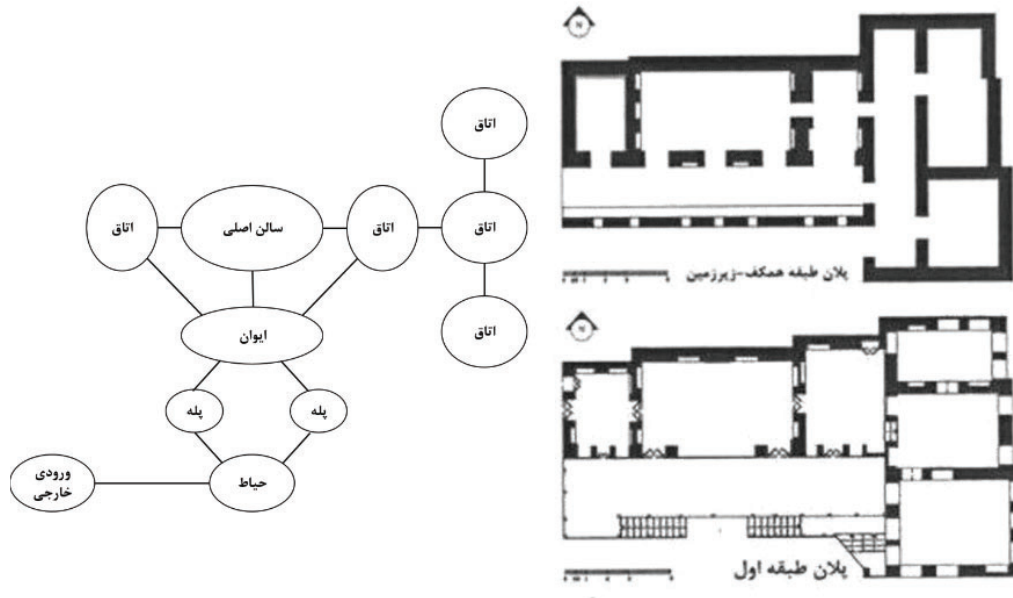 اتاق
اتاق
سالن اصلی
اتاق
اتاق
ایوان
اتاق
پله
پله
ورودی
خارجی
حیاط
N
پلان طبقه همکف-زیرزمین
N
پلان طبقه اول